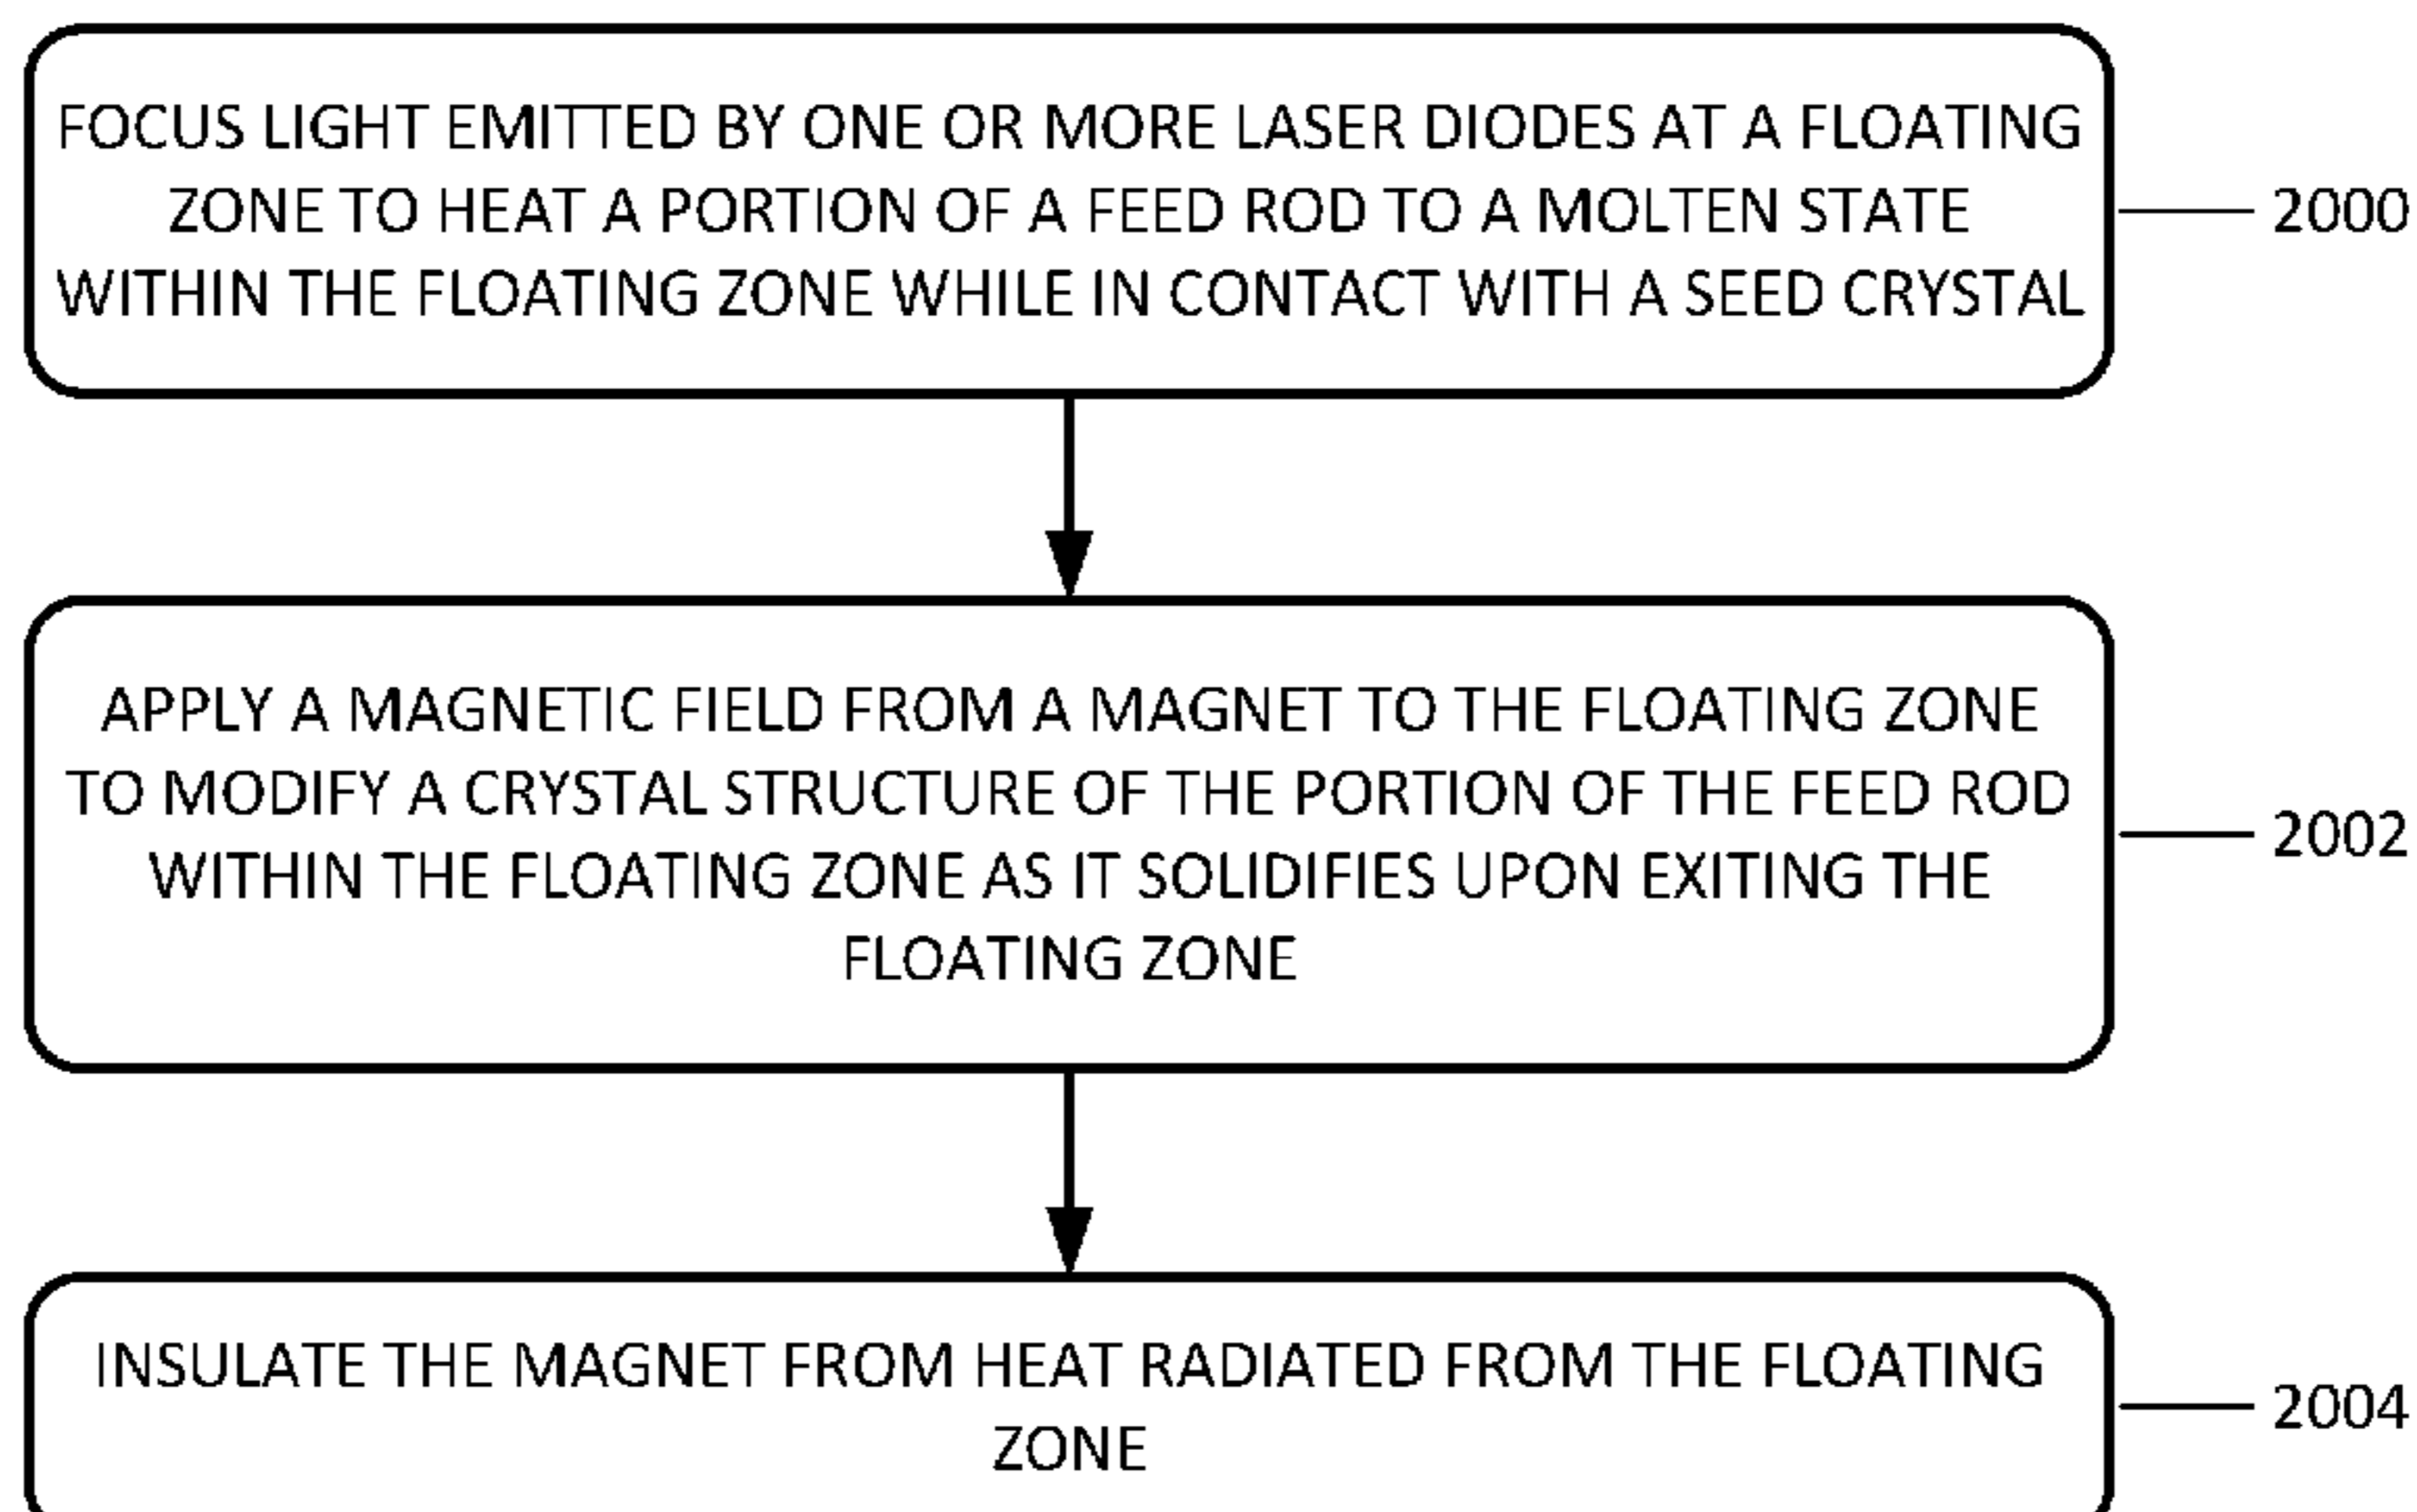 FOCUS LIGHT EMITTED BY ONE OR MORE LASER DIODES AT A FLOATING
ZONE TO HEAT A PORTION OF A FEED ROD TO A MOLTEN STATE
WITHIN THE FLOATING ZONE WHILE IN CONTACT WITH A SEED CRYSTAL
2000
APPLY A MAGNETIC FIELD FROM A MAGNET TO THE FLOATING ZONE
TO MODIFY A CRYSTAL STRUCTURE OF THE PORTION OF THE FEED ROD
WITHIN THE FLOATING ZONE AS IT SOLIDIFIES UPON EXITING THE
FLOATING ZONE
2002
INSULATE THE MAGNET FROM HEAT RADIATED FROM THE FLOATING
ZONE
2004